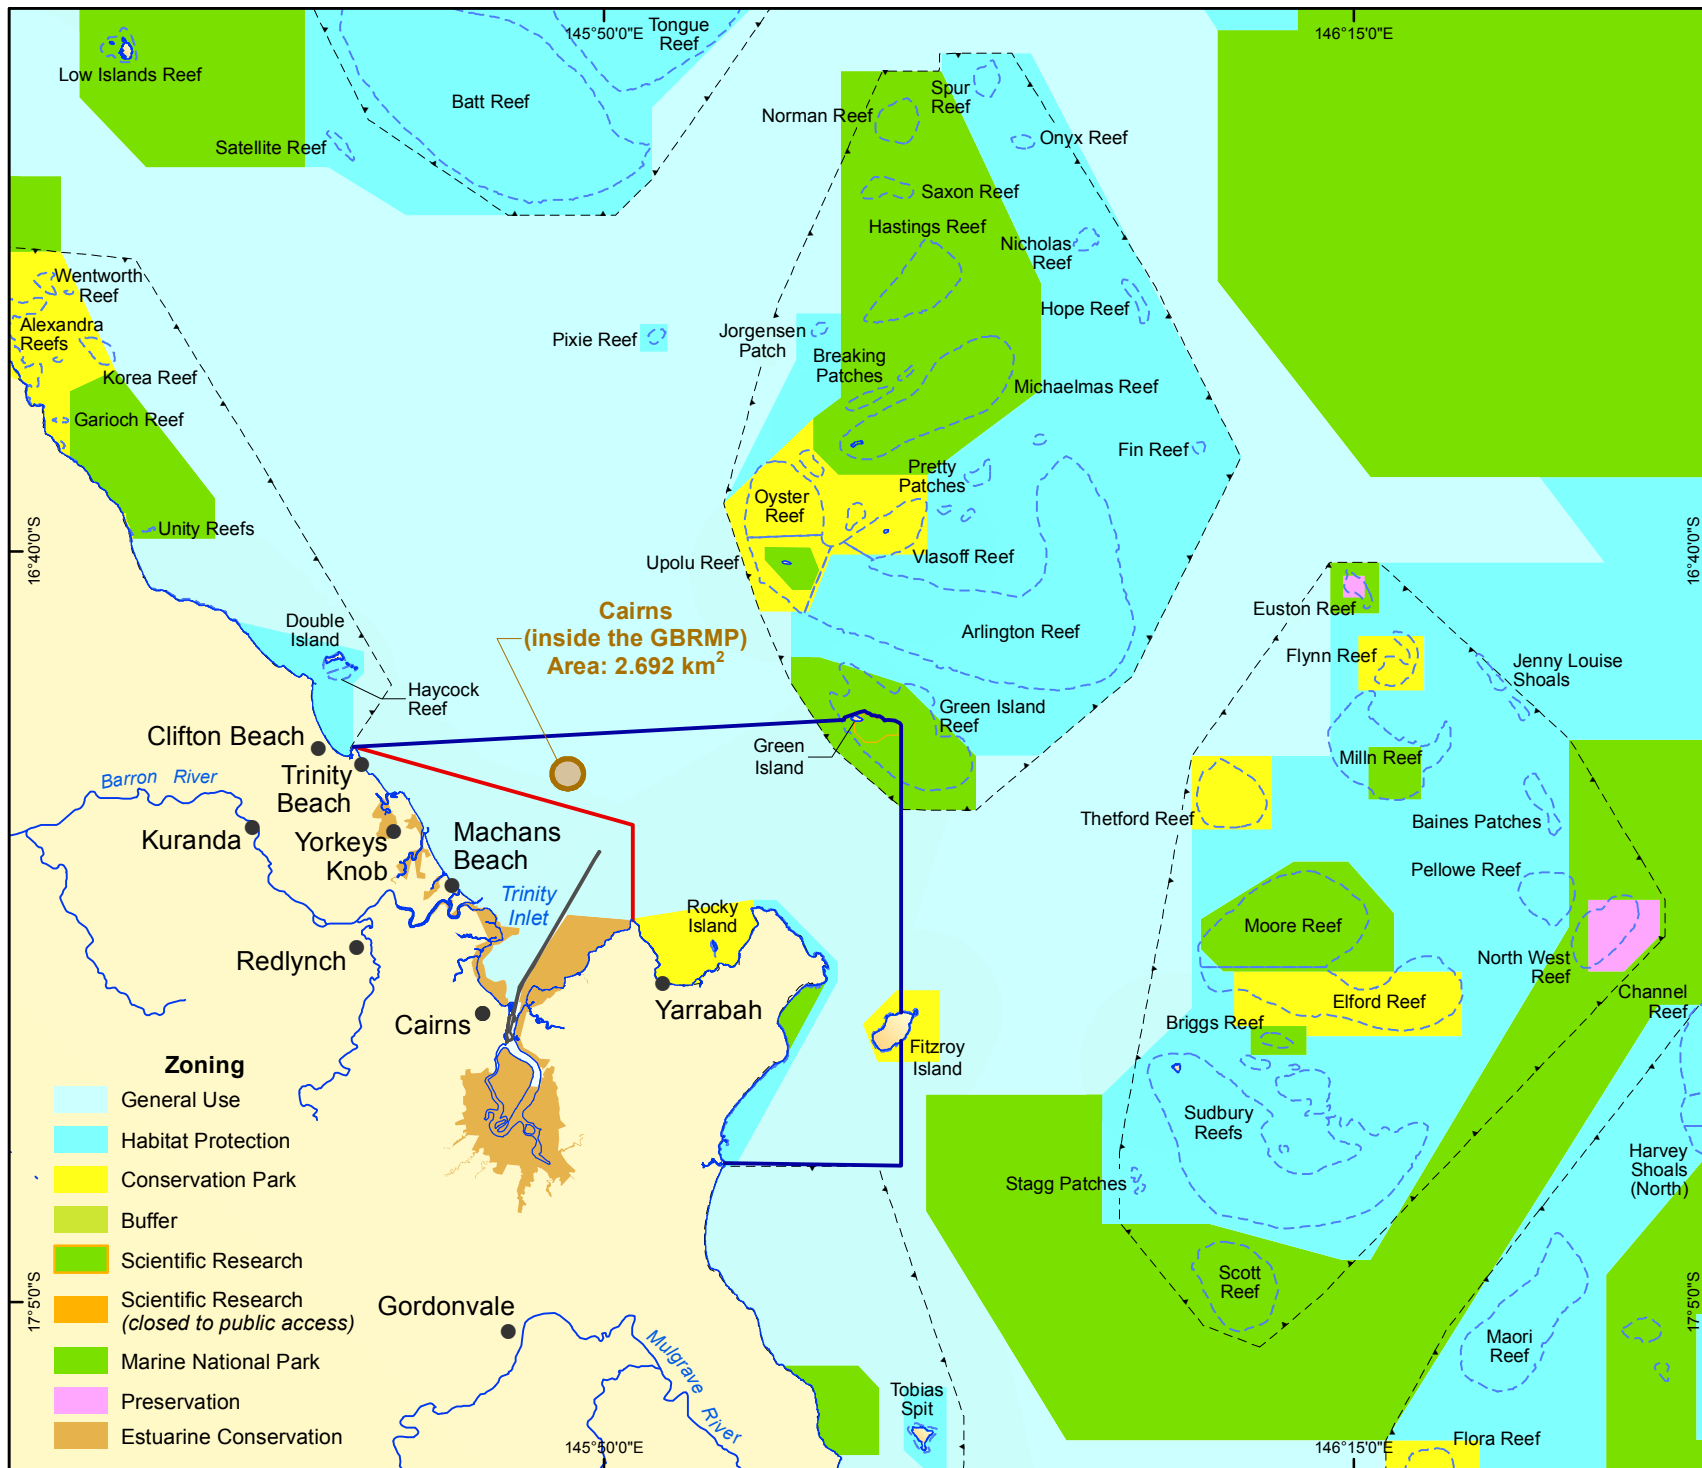 145°50'0"E
146°15'0"E
Tongue
Reef
Low Islands Reef
Batt Reef
Satellite Reef
Spur
Reef
Norman Reef
Onyx Reef
Saxon Reef
Hastings Reef
Nicholas
Reef
Hope Reef
Wentworth
Reef
Alexandra
Reefs
Korea Reef
Garioch Reef
Pixie Reef
Jorgensen
Patch
Breaking
Patches
Michaelmas Reef
Fin Reef
Pretty
Patches
Oyster
Reef
Unity Reefs
Upolu Reef
Vlasoff Reef
16°40'0"S
16°40'0"S
Euston Reef
Cairns
(inside the GBRMP)
Area: 2.692 km2
Double
Island
Arlington Reef
Flynn Reef
Jenny Louise
Shoals
Haycock
Reef
Green Island
Reef
Clifton Beach
Green
Island
Milln Reef
Trinity
Beach
Barron River
Thetford Reef
Baines Patches
Kuranda
Yorkeys
Knob
Machans
Beach
Pellowe Reef
Trinity
Inlet
Rocky
Island
Moore Reef
Redlynch
North West
Reef
Yarrabah
Elford Reef
Channel
Reef
Cairns
Briggs Reef
Fitzroy
Island
Sudbury
Reefs
Harvey
Shoals
(North)
Stagg Patches
Scott
Reef
Gordonvale
Mulgrave River
Maori
Reef
Tobias
Spit
Flora Reef
17°5'0"S
17°5'0"S
145°50'0"E
146°15'0"E
Zoning
General Use
Habitat Protection
Conservation Park
Buffer
Scientific Research
Scientific Research
(closed to public access)
Marine National Park
Preservation
Estuarine Conservation